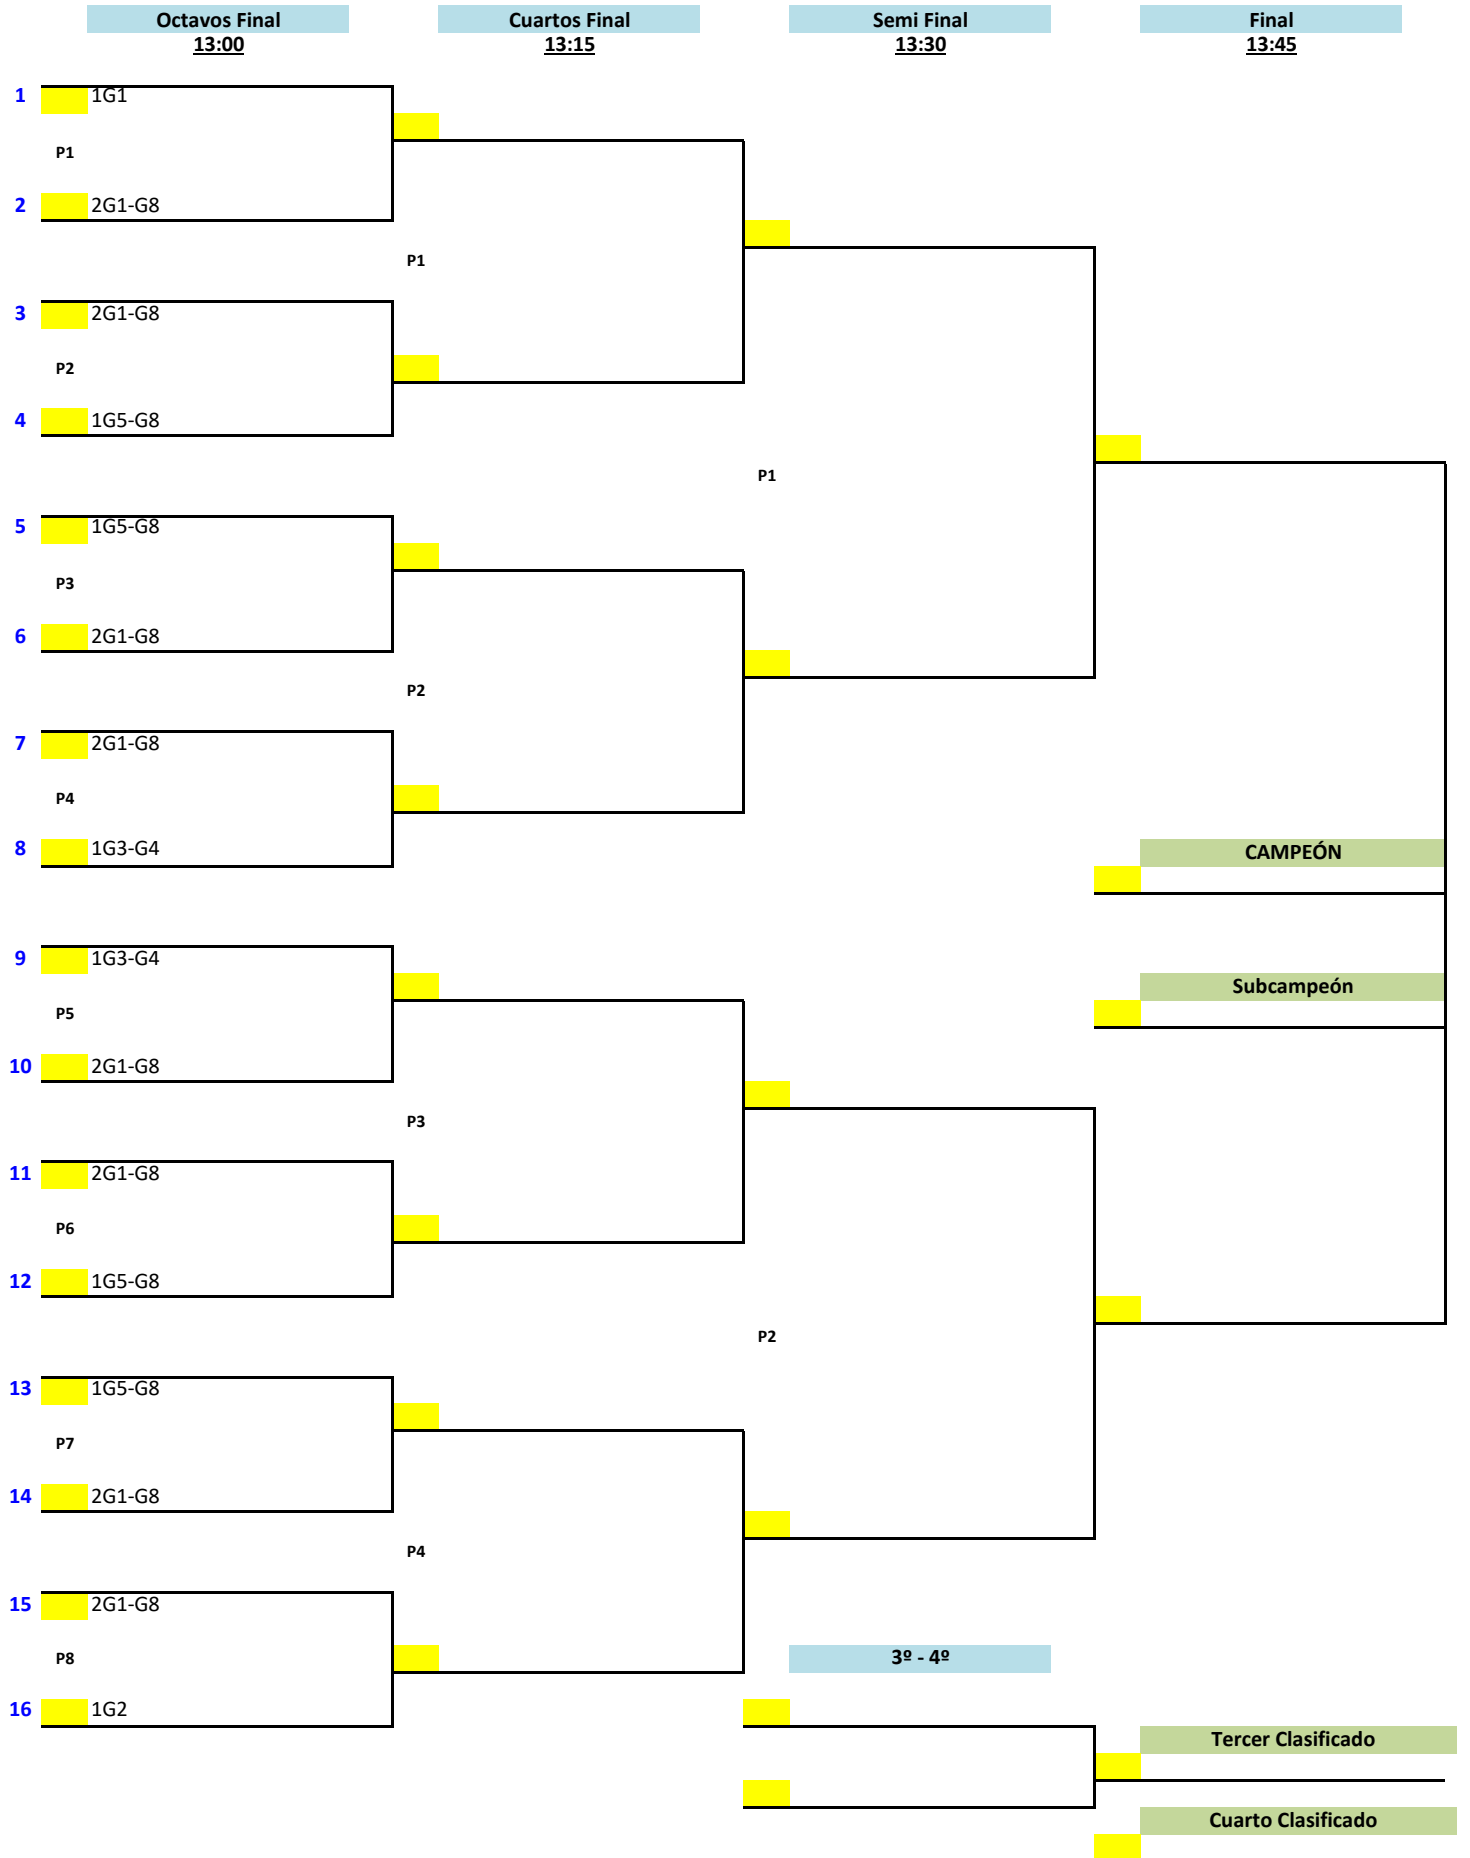 Octavos Final Cuartos Final Semi Final Final
13:00 13:15 13:30 13:45
1 1G1
P1
2 2G1-G8
P1
3 2G1-G8
P2
4 1G5-G8
P1
5 1G5-G8
P3
6 2G1-G8
P2
7 2G1-G8
P4
8 1G3-G4
CAMPEÓN
9 1G3-G4
Subcampeón
P5
10 2G1-G8
P3
11 2G1-G8
P6
12 1G5-G8
P2
13 1G5-G8
P7
14 2G1-G8
P4
15 2G1-G8
P8 3º - 4º
16 1G2
Tercer Clasificado
Cuarto Clasificado